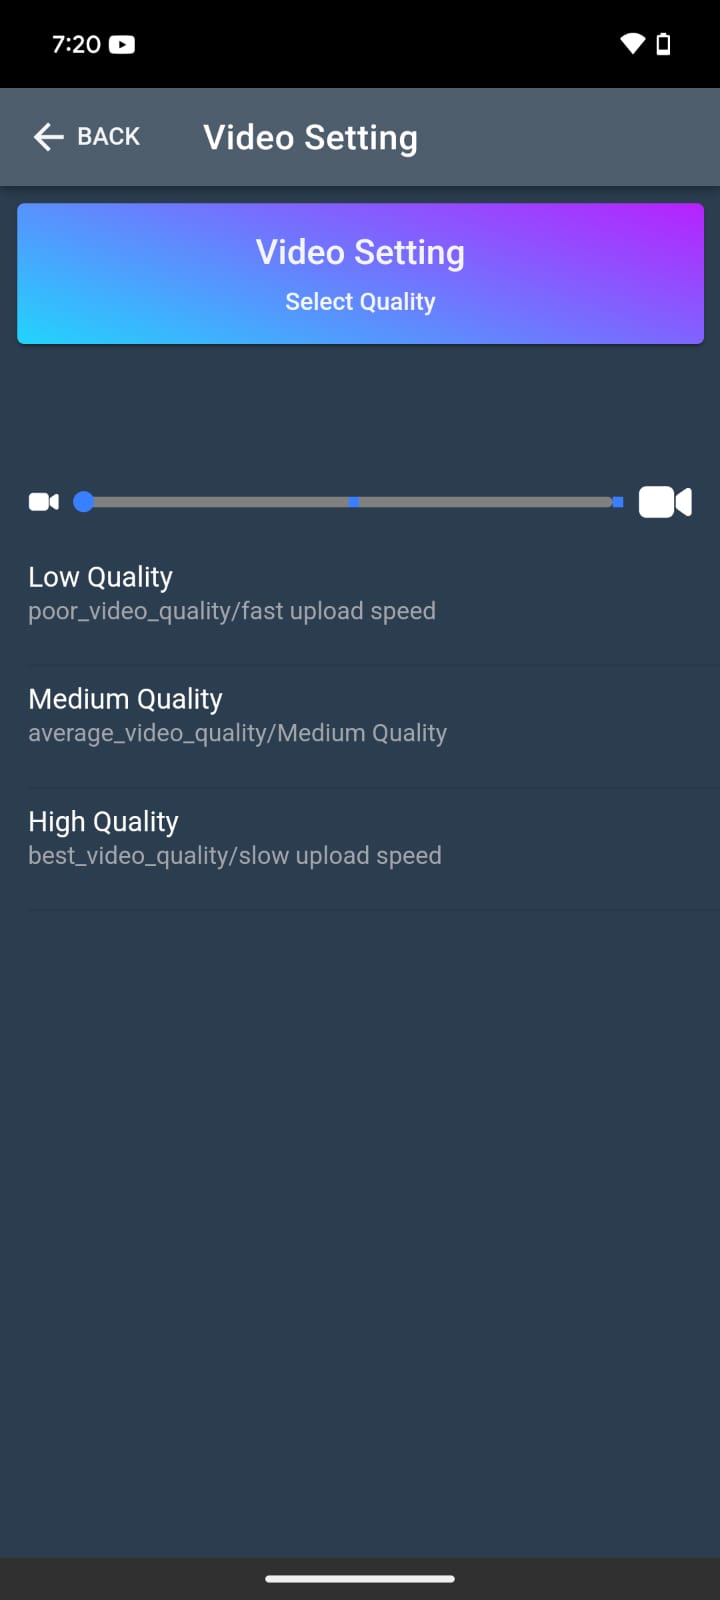 7:20
BACK
Video Setting
Video Setting
Select Quality
Low Quality
poor_video_quality/fast upload speed
Medium Quality
average_video_quality/Medium Quality
High Quality
best_video_quality/slow upload speed